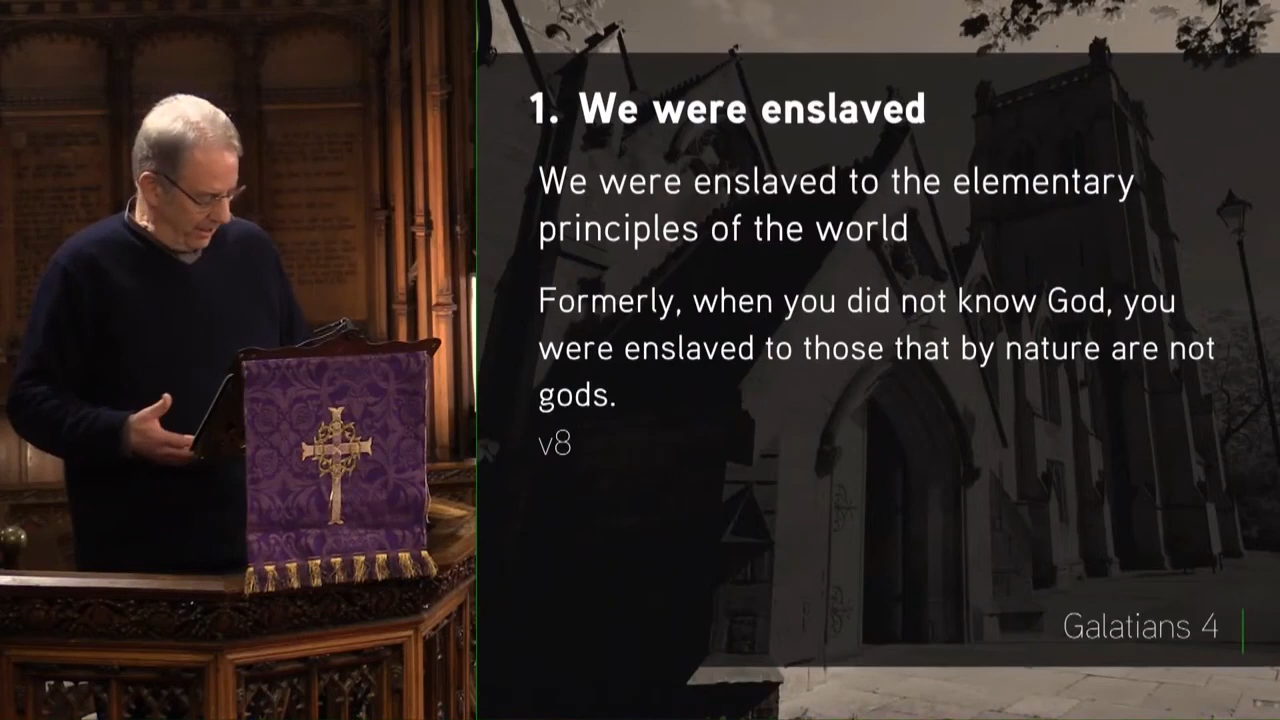 1. We were enslaved
We were enslaved to the elementary
principles of the world
Formerly, when you did not know God, you
were enslaved to those that by nature are not
gods.
v8
Galatians 4